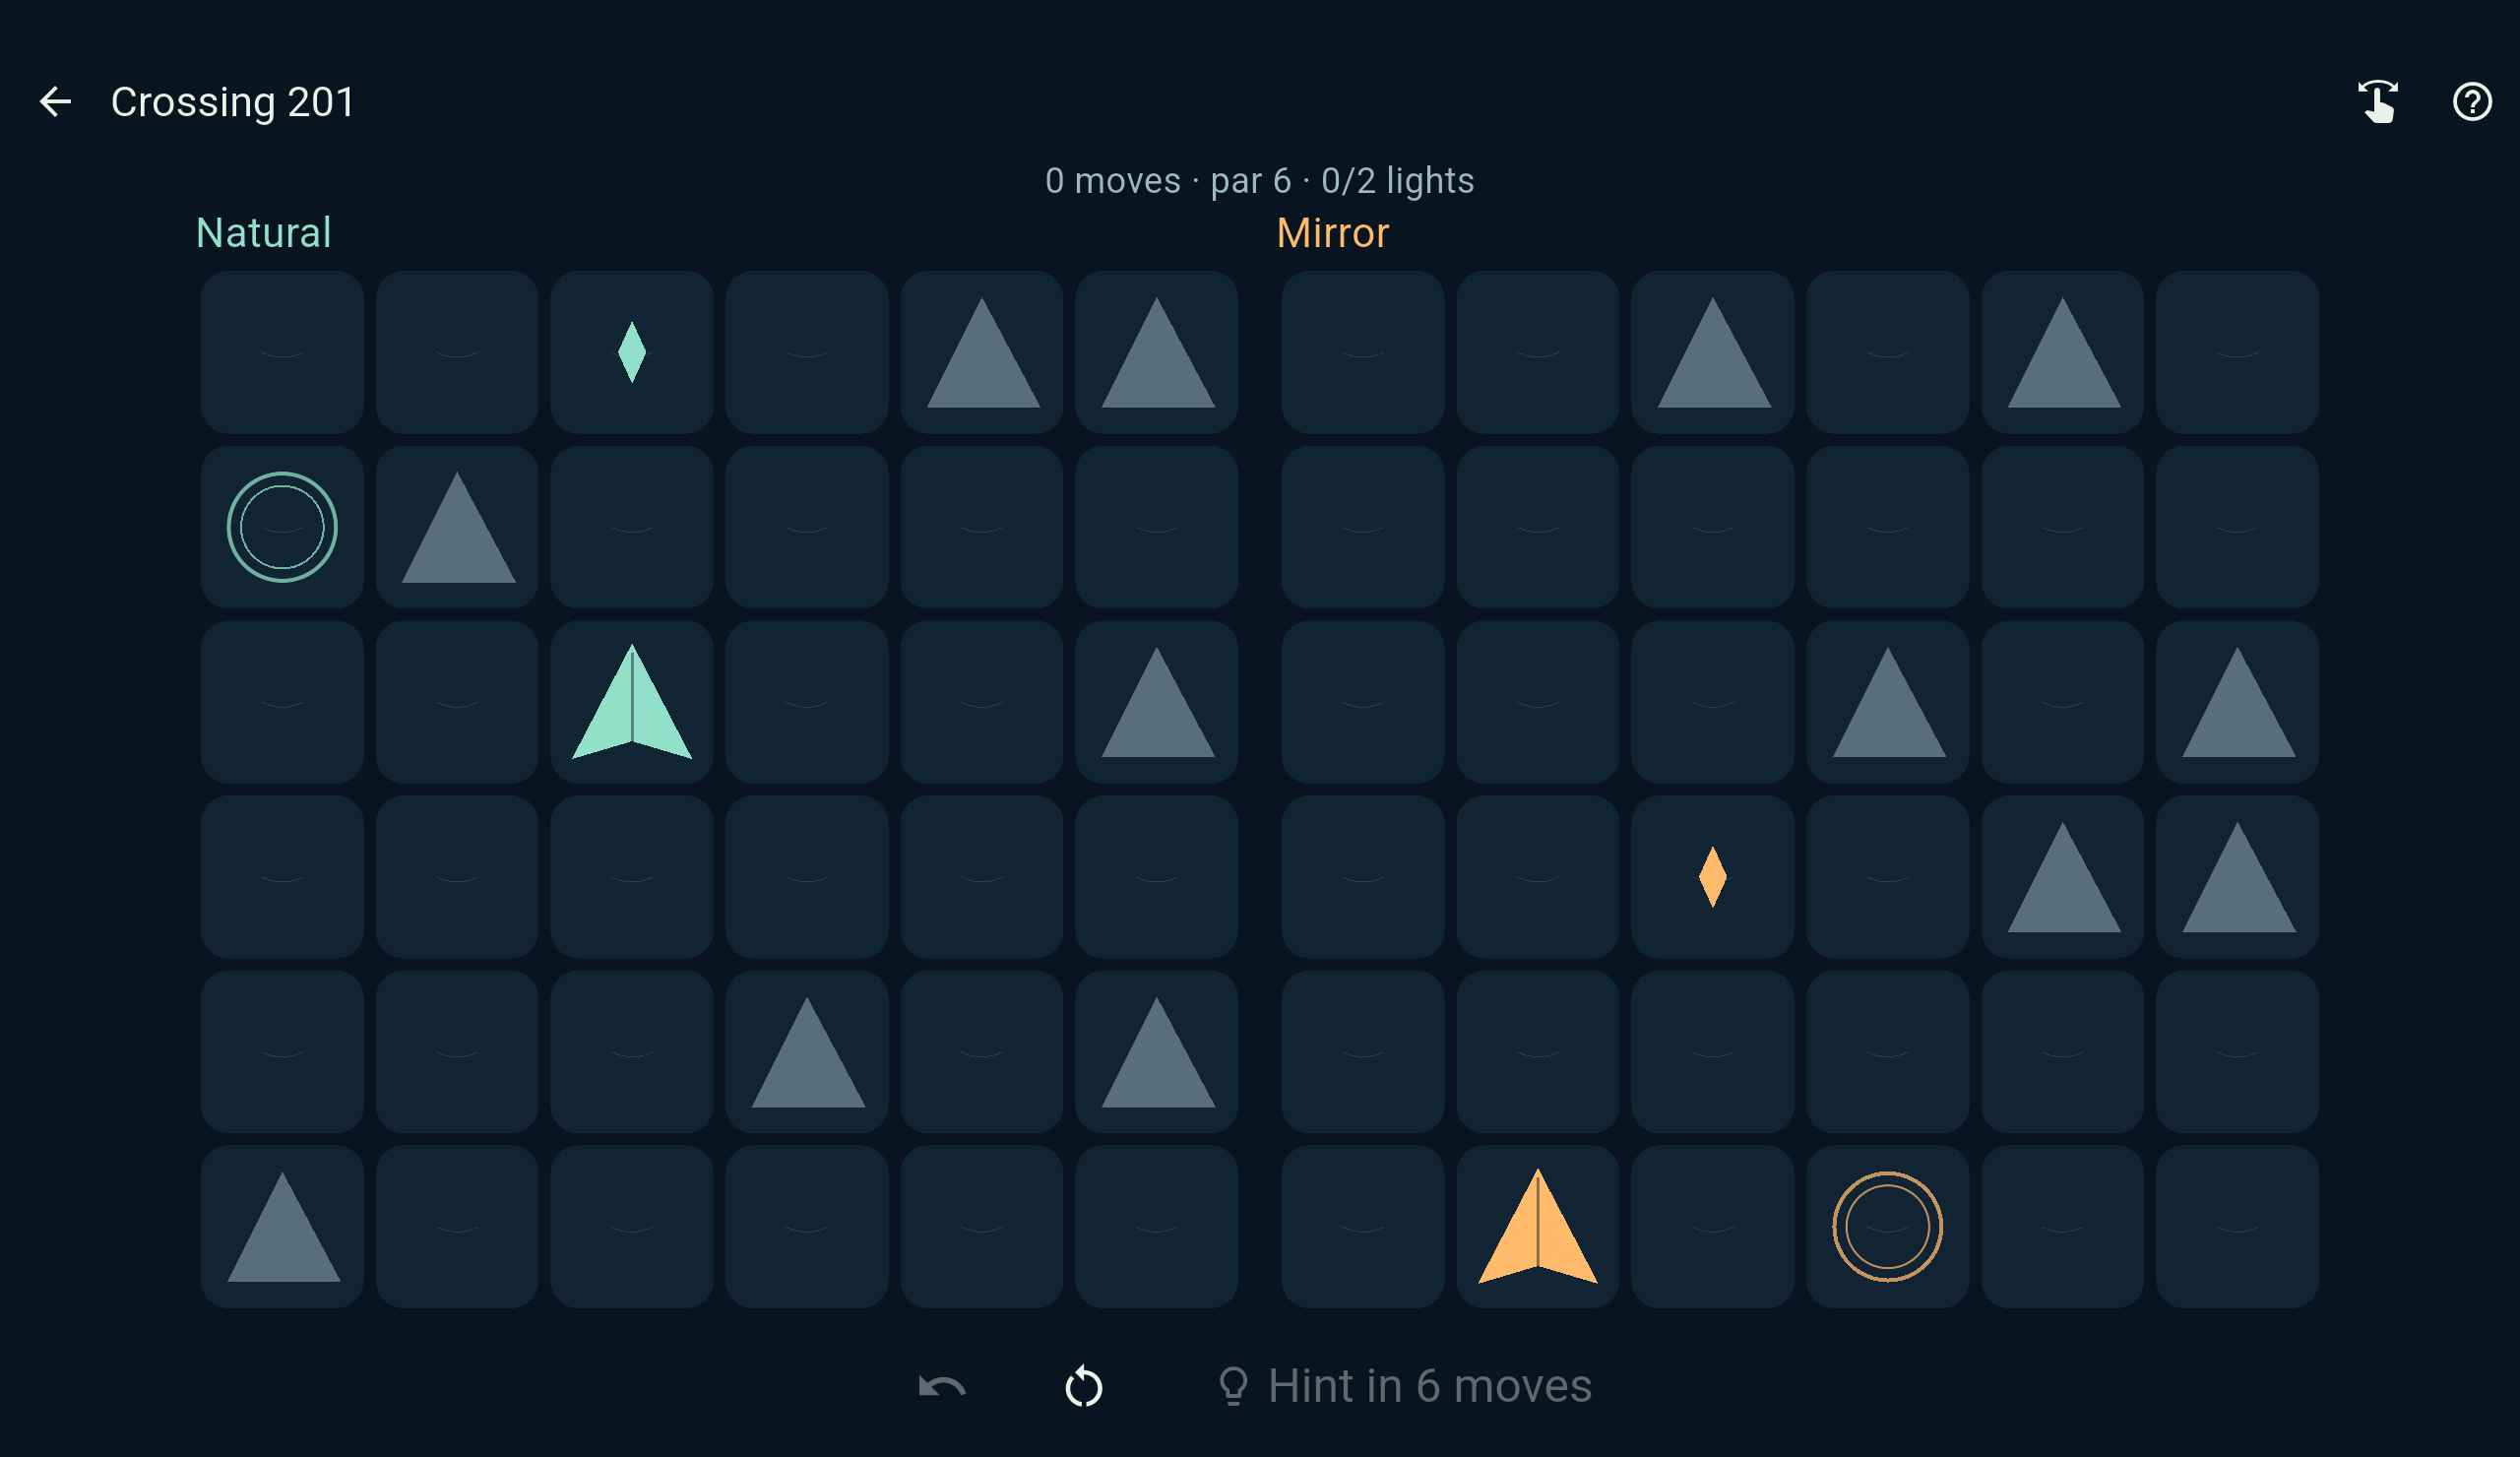 Crossing 201
0 moves · par 6 · 0/2 lights
Natural
Mirror
Hint in 6 moves